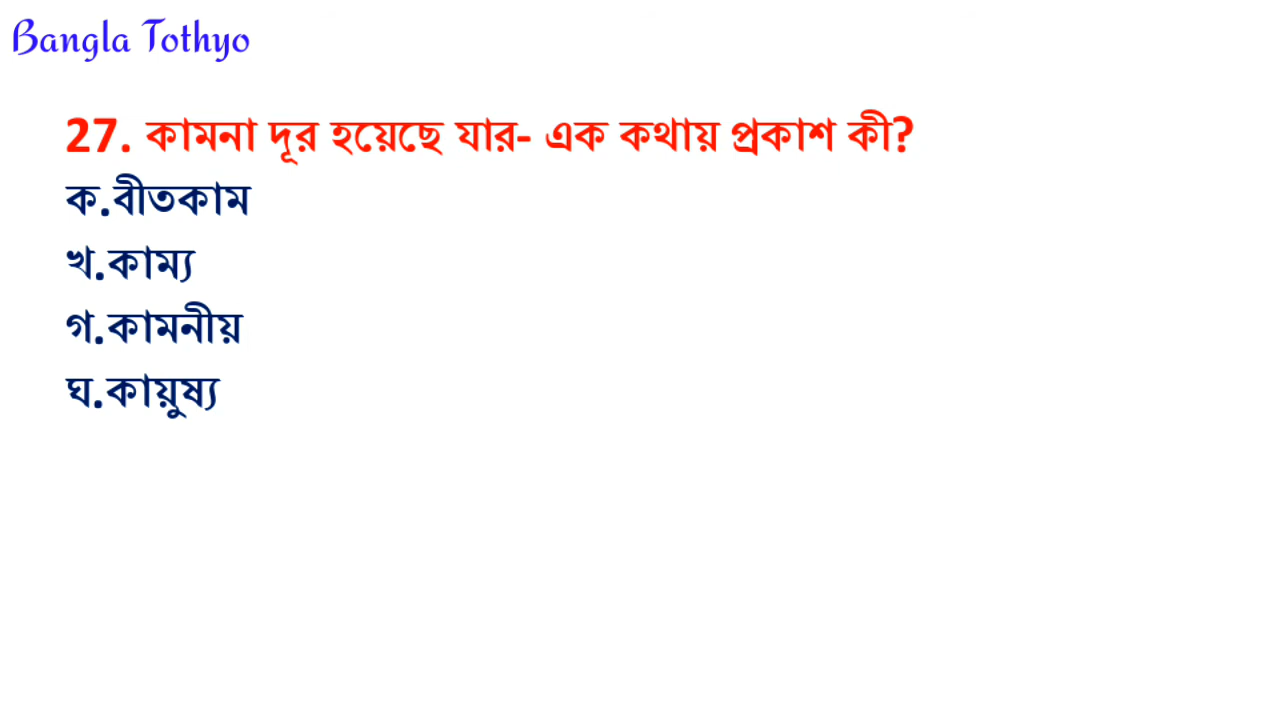 Bangla Tothyo
27. কামনা দূর হয়েছে যার- এক কথায় প্রকাশ কী?
ক.বীতকাম
খ.কাম্য
গ.কামনীয়
ঘ.কায়ুষ্য